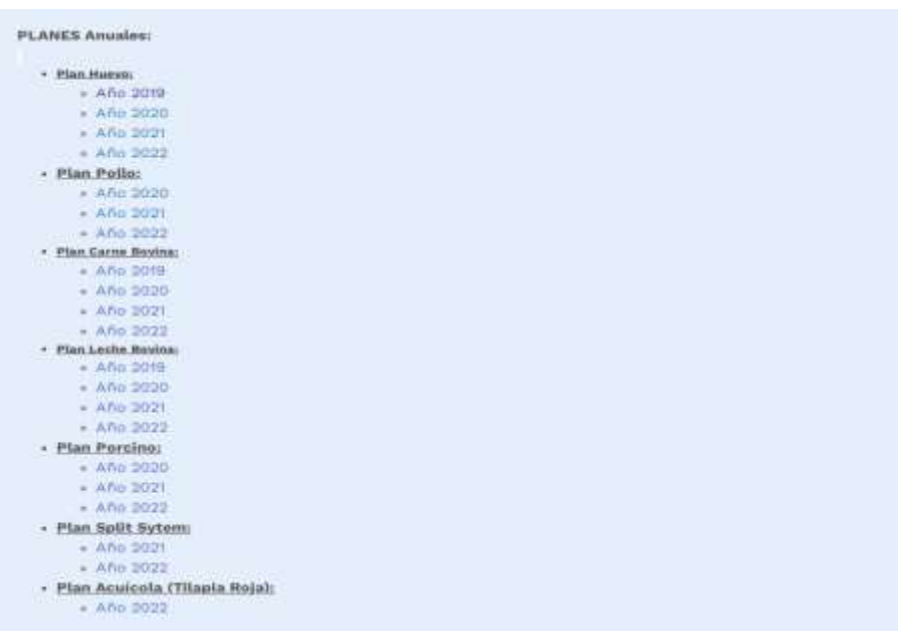 PLANES Anuales:
Plan Huevo:
Año 2019
Año 2020
Año 2021
Año 2022
Plan Pollo:
Año 2020
Año 2021
Año 2022
Plan Carne Bovina:
Año 2019
Año 2020
Año 2021
Año 2022
Plan Leche Bovina:
Año 2019
Año 2020
Año 2021
Año 2022
Plan Porcino:
Año 2020
Año 2021
Año 2022
Plan Split Sytem:
Año 2021
Año 2022
Plan Acuícola (Tilapia Roja):
Año 2022